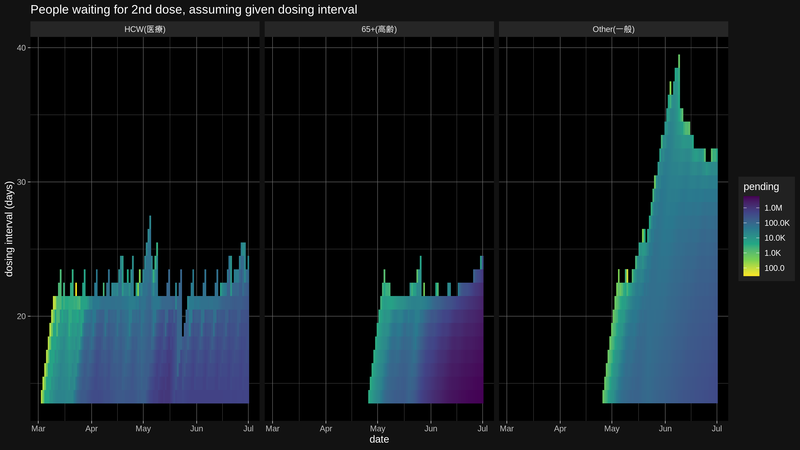 People waiting for 2nd dose, assuming given dosing interval
HCW(医療)
65+(高齢)
Other(一般)
40
30
20
dosing interval (days)
Mar
Apr
May
Jun
Jul
Mar
Apr
May
Jun
Jul
Mar
Apr
May
Jun
Jul
date
pending
1.0M
100.0K
10.0K
1.0K
100.0